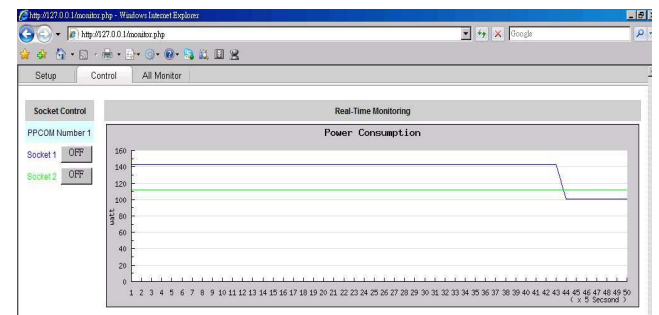 http://127.0.0.1/monitor.php - Windows Internet Explorer
http://127.0.0.1/monitor.php
Google
Setup Control All Monitor
Socket Control Real-Time Monitoring
PPCOM Number 1
Socket 1 OFF
Socket 2 OFF
Power Consumption
160
140
120
100
80
60
40
20
0
watt
1 2 3 4 5 6 7 8 9 10 11 12 13 14 15 16 17 18 19 20 21 22 23 24 25 26 27 28 29 30 31 32 33 34 35 36 37 38 39 40 41 42 43 44 45 46 47 48 49 50
( x 5 Secsond )